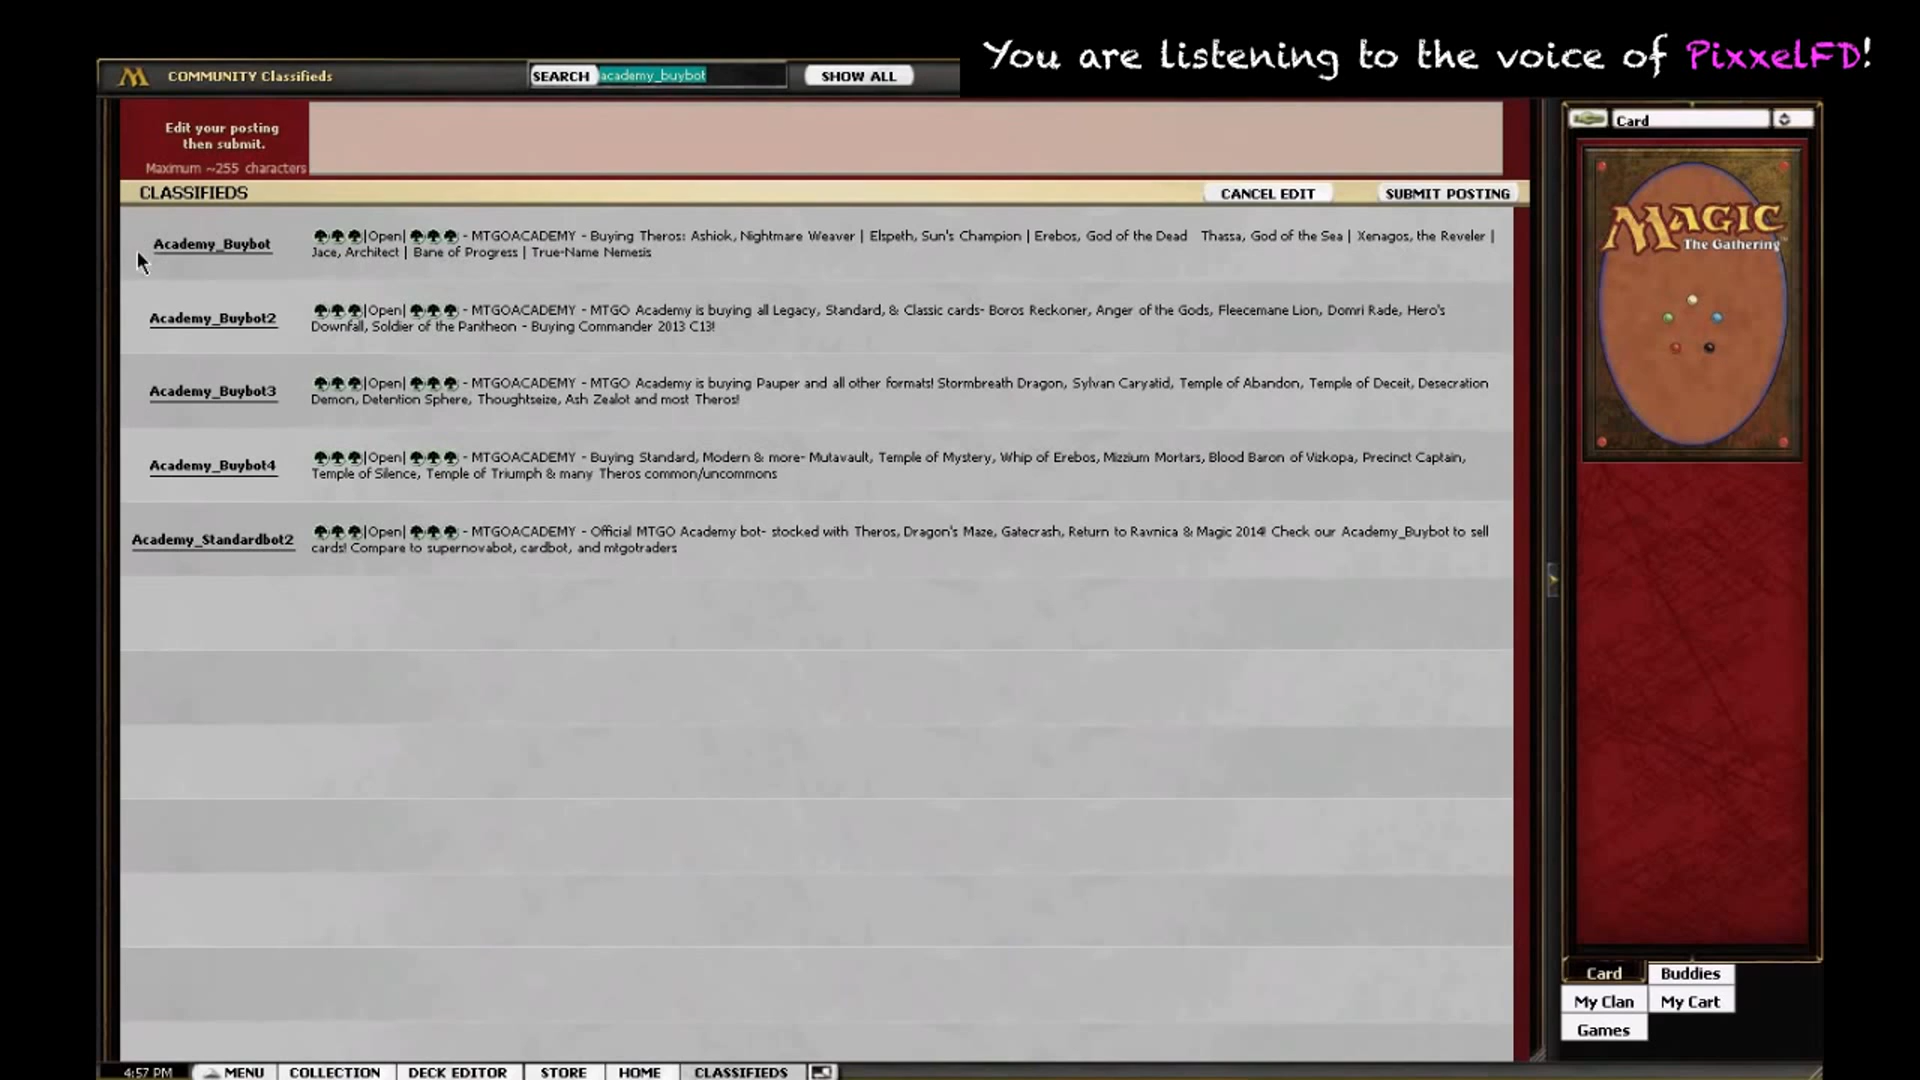 You are listening to the voice of PixxelFD!
COMMUNITY Classifieds
SEARCH academy_buybot
SHOW ALL
Edit your posting
then submit.
Maximum ~255 characters
CLASSIFIEDS
CANCEL EDIT
SUBMIT POSTING
Academy_Buybot
|Open| - MTGOACADEMY - Buying Theros: Ashiok, Nightmare Weaver | Elspeth, Sun's Champion | Erebos, God of the Dead Thassa, God of the Sea | Xenagos, the Reveler |
Jace, Architect | Bane of Progress | True-Name Nemesis
Academy_Buybot2
|Open| - MTGOACADEMY - MTGO Academy is buying all Legacy, Standard, & Classic cards- Boros Reckoner, Anger of the Gods, Fleecemane Lion, Domri Rade, Hero's
Downfall, Soldier of the Pantheon - Buying Commander 2013 C13!
Academy_Buybot3
|Open| - MTGOACADEMY - MTGO Academy is buying Pauper and all other formats! Stormbreath Dragon, Sylvan Caryatid, Temple of Abandon, Temple of Deceit, Desecration
Demon, Detention Sphere, Thoughtseize, Ash Zealot and most Theros!
Academy_Buybot4
|Open| - MTGOACADEMY - Buying Standard, Modern & more- Mutavault, Temple of Mystery, Whip of Erebos, Mizzium Mortars, Blood Baron of Vizkopa, Precinct Captain,
Temple of Silence, Temple of Triumph & many Theros common/uncommons
Academy_Standardbot2
|Open| - MTGOACADEMY - Official MTGO Academy bot- stocked with Theros, Dragon's Maze, Gatecrash, Return to Ravnica & Magic 2014! Check our Academy_Buybot to sell
cards! Compare to supernovabot, cardbot, and mtgotraders
Card
MAGIC
The Gathering
Card
Buddies
My Clan
My Cart
Games
4:57 PM
MENU
COLLECTION
DECK EDITOR
STORE
HOME
CLASSIFIEDS